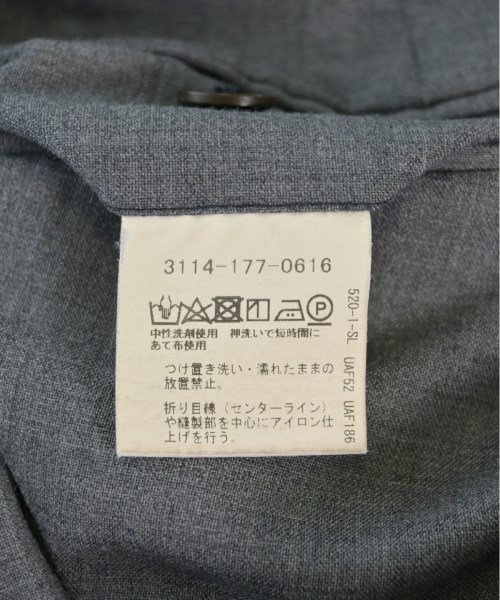 3114-177-0616
P
中性洗剤使用 押洗いで短時間に
あて布使用
つけ置き洗い・濡れたままの
放置禁止。
折り目線（センターライン）
や縫製部を中心にアイロン仕
上げを行う。
520-1-SL UAF52 UAF186